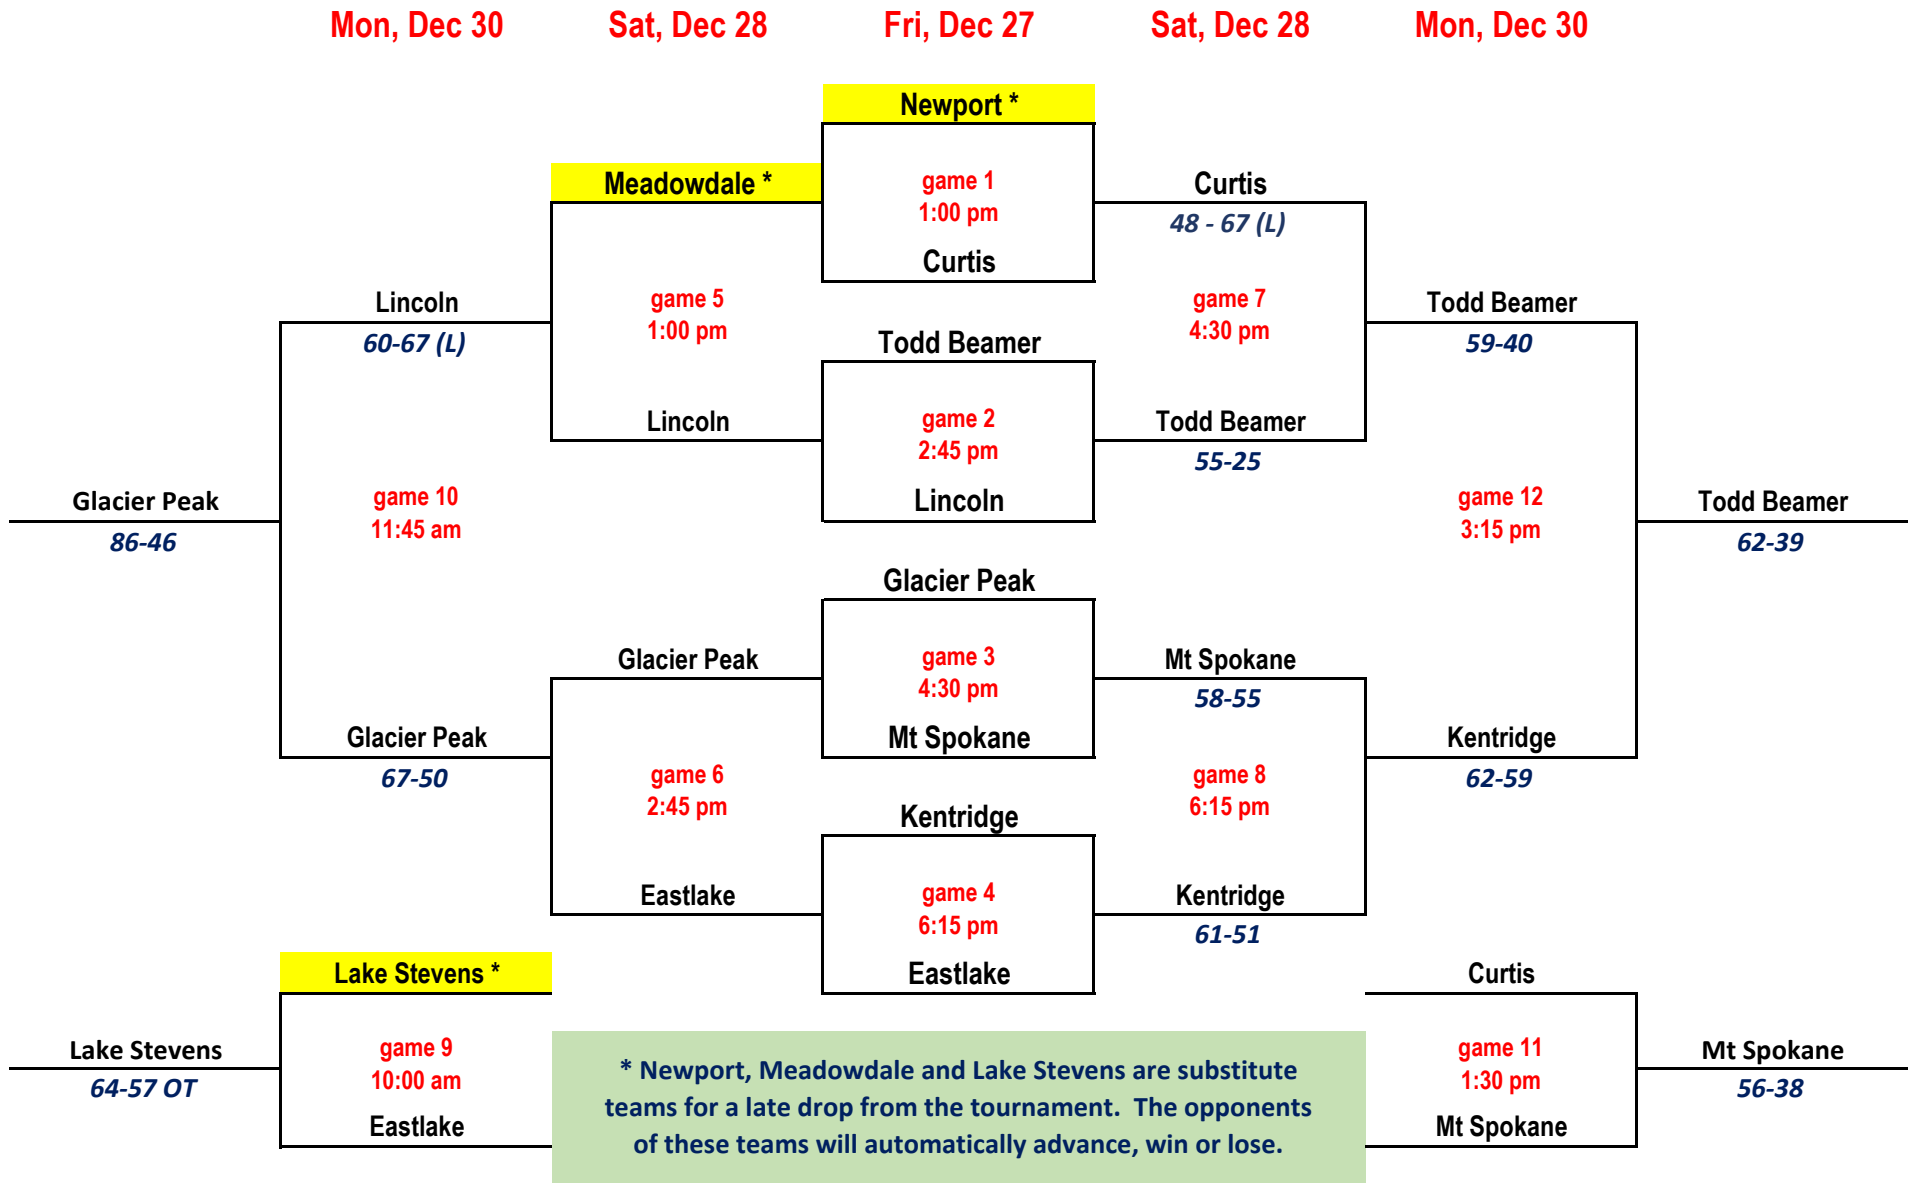 Mon, Dec 30 Sat, Dec 28 Fri, Dec 27 Sat, Dec 28 Mon, Dec 30
Newport *
Meadowdale * game 1 Curtis
1:00 pm 48 - 67 (L)
Curtis
Lincoln game 5 game 7 Todd Beamer
60-67 (L) 1:00 pm Todd Beamer 4:30 pm 59-40
Lincoln game 2 Todd Beamer
2:45 pm 55-25
Glacier Peak game 10 Lincoln game 12 Todd Beamer
86-46 11:45 am 3:15 pm 62-39
Glacier Peak
Glacier Peak game 3 Mt Spokane
4:30 pm 58-55
Glacier Peak Mt Spokane Kentridge
67-50 game 6 game 8 62-59
2:45 pm Kentridge 6:15 pm
Eastlake game 4 Kentridge
6:15 pm 61-51
Lake Stevens * Eastlake Curtis
Lake Stevens game 9 game 11 Mt Spokane
64-57 OT 10:00 am 1:30 pm 56-38
Eastlake Mt Spokane
* Newport, Meadowdale and Lake Stevens are substitute
teams for a late drop from the tournament. The opponents
of these teams will automatically advance, win or lose.